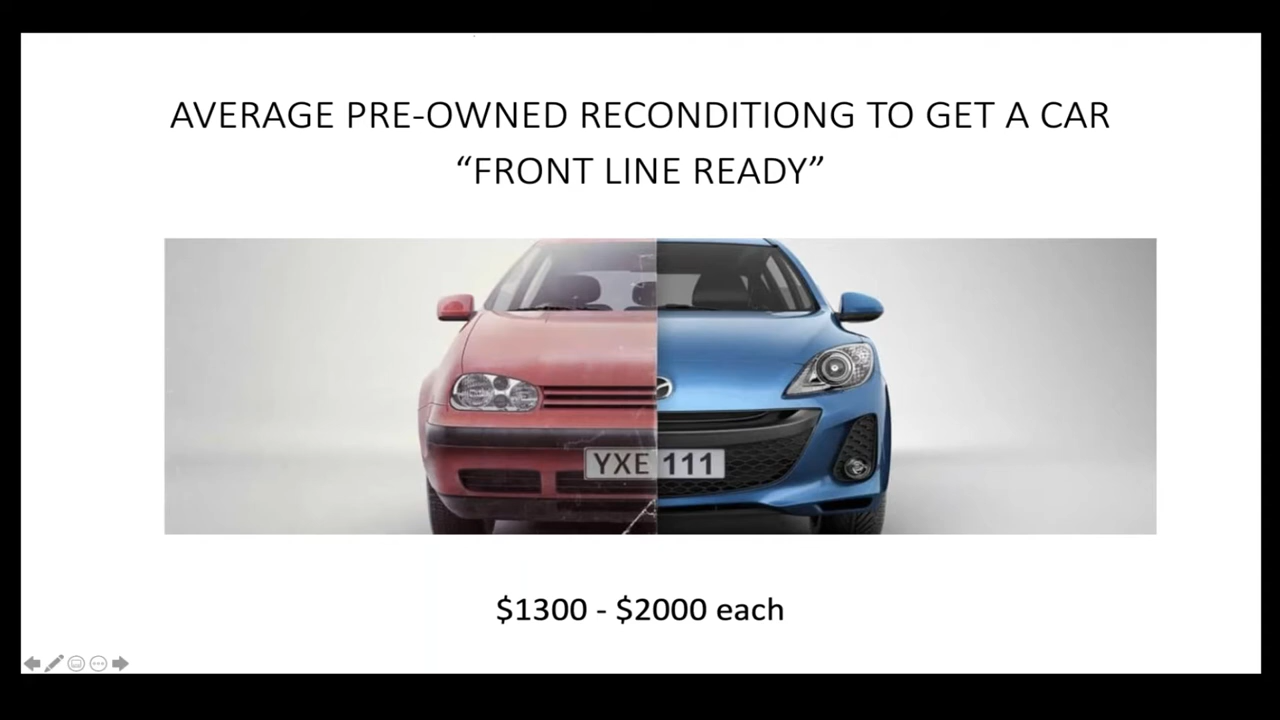 AVERAGE PRE-OWNED RECONDITIONG TO GET A CAR
“FRONT LINE READY”
YXE 111
$1300 - $2000 each